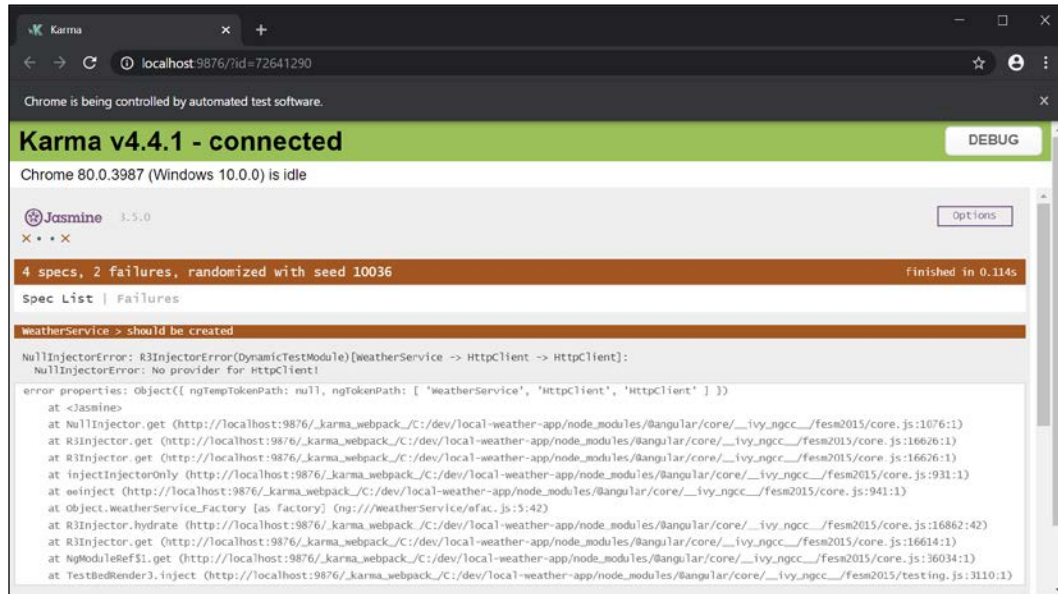 Karma
localhost:9876/?id=72641290
Chrome is being controlled by automated test software.
Karma v4.4.1 - connected
DEBUG
Chrome 80.0.3987 (Windows 10.0.0) is idle
Jasmine 3.5.0
Options
4 specs, 2 failures, randomized with seed 10036
finished in 0.114s
Spec List | Failures
WeatherService > should be created
NullInjectorError: R3InjectorError(DynamicTestModule)[WeatherService -> HttpClient -> HttpClient]:
NullInjectorError: No provider for HttpClient!
error properties: Object({ ngTempTokenPath: null, ngTokenPath: [ 'WeatherService', 'HttpClient', 'HttpClient' ] })
at <Jasmine>
at NullInjector.get (http://localhost:9876/_karma_webpack_/C:/dev/local-weather-app/node_modules/@angular/core/__ivy_ngcc__/fesm2015/core.js:1076:1)
at R3Injector.get (http://localhost:9876/_karma_webpack_/C:/dev/local-weather-app/node_modules/@angular/core/__ivy_ngcc__/fesm2015/core.js:16626:1)
at R3Injector.get (http://localhost:9876/_karma_webpack_/C:/dev/local-weather-app/node_modules/@angular/core/__ivy_ngcc__/fesm2015/core.js:16626:1)
at injectInjectorOnly (http://localhost:9876/_karma_webpack_/C:/dev/local-weather-app/node_modules/@angular/core/__ivy_ngcc__/fesm2015/core.js:931:1)
at ɵɵinject (http://localhost:9876/_karma_webpack_/C:/dev/local-weather-app/node_modules/@angular/core/__ivy_ngcc__/fesm2015/core.js:941:1)
at Object.WeatherService_Factory [as factory] (ng:///WeatherService/ɵfac.js:5:42)
at R3Injector.hydrate (http://localhost:9876/_karma_webpack_/C:/dev/local-weather-app/node_modules/@angular/core/__ivy_ngcc__/fesm2015/core.js:16862:42)
at R3Injector.get (http://localhost:9876/_karma_webpack_/C:/dev/local-weather-app/node_modules/@angular/core/__ivy_ngcc__/fesm2015/core.js:16614:1)
at NgModuleRef$1.get (http://localhost:9876/_karma_webpack_/C:/dev/local-weather-app/node_modules/@angular/core/__ivy_ngcc__/fesm2015/core.js:36034:1)
at TestBedRender3.inject (http://localhost:9876/_karma_webpack_/C:/dev/local-weather-app/node_modules/@angular/core/__ivy_ngcc__/fesm2015/testing.js:3110:1)